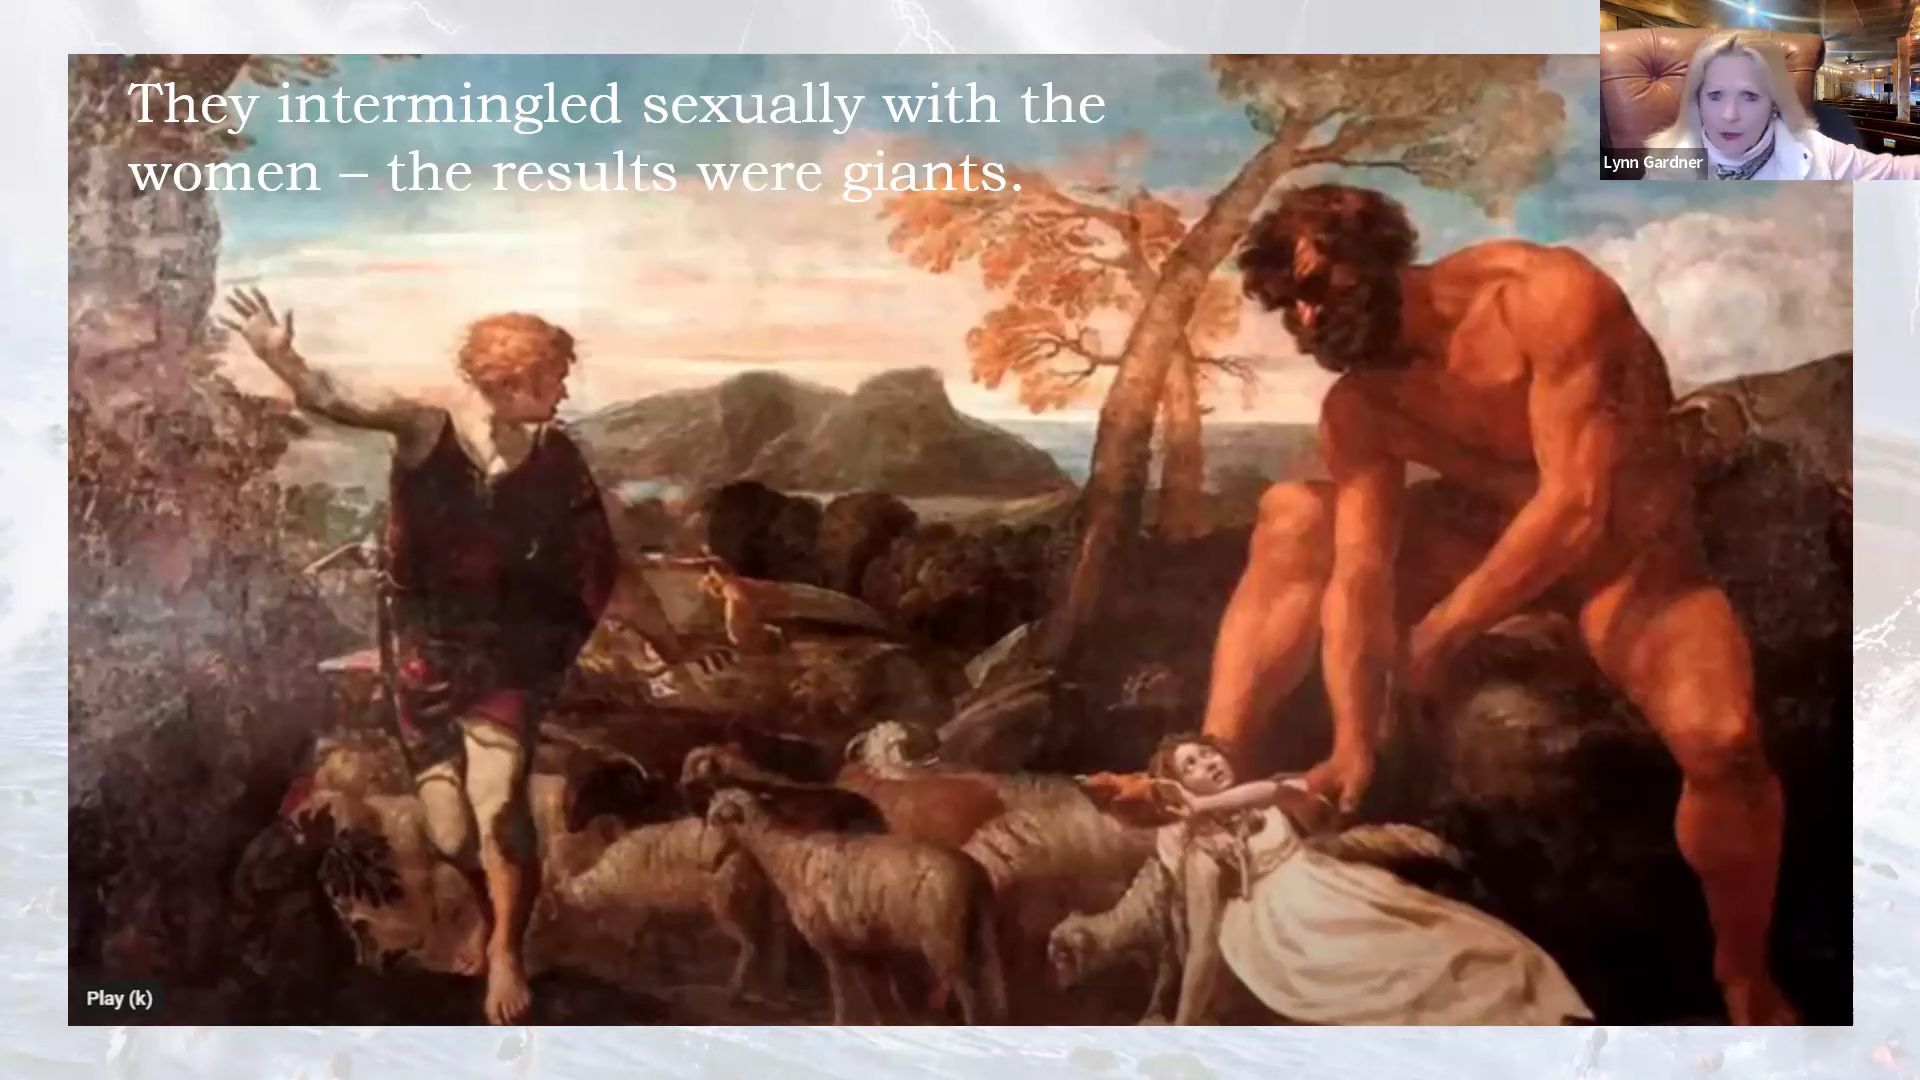 They intermingled sexually with the
women – the results were giants.
Lynn Gardner
Play (k)